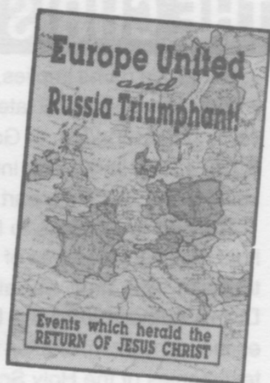 Europe United
and
Russia Triumphant!
Events which herald the
RETURN OF JESUS CHRIST